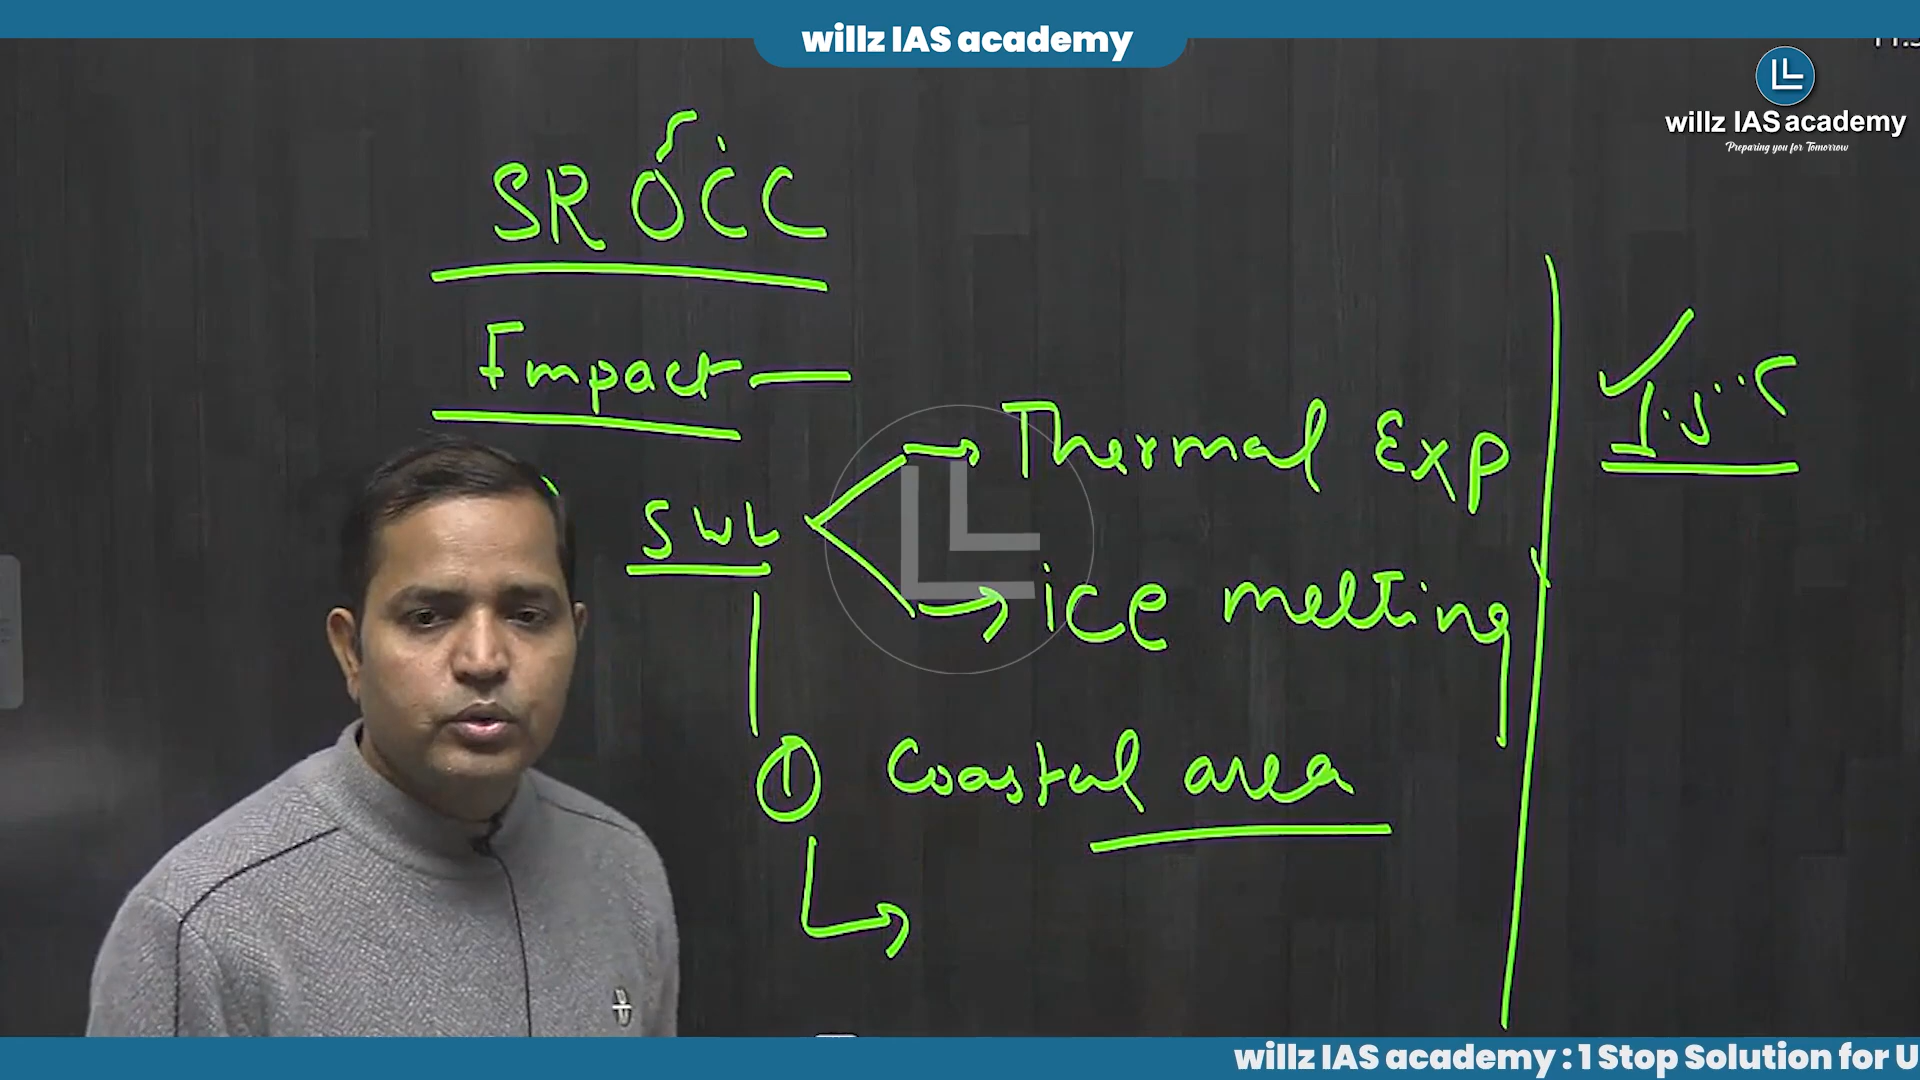 willz IAS academy
willz IAS academy
Preparing you for Tomorrow
SROCC
Impact —
Thermal Exp
SWL
ice melting
① Coastal area
willz IAS academy : 1 Stop Solution for U